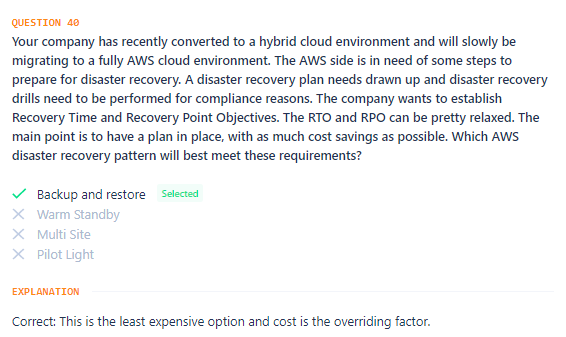 QUESTION 40
Your company has recently converted to a hybrid cloud environment and will slowly be
migrating to a fully AWS cloud environment. The AWS side is in need of some steps to
prepare for disaster recovery. A disaster recovery plan needs drawn up and disaster recovery
drills need to be performed for compliance reasons. The company wants to establish
Recovery Time and Recovery Point Objectives. The RTO and RPO can be pretty relaxed. The
main point is to have a plan in place, with as much cost savings as possible. Which AWS
disaster recovery pattern will best meet these requirements?
Backup and restore Selected
Warm Standby
Multi Site
Pilot Light
EXPLANATION
Correct: This is the least expensive option and cost is the overriding factor.